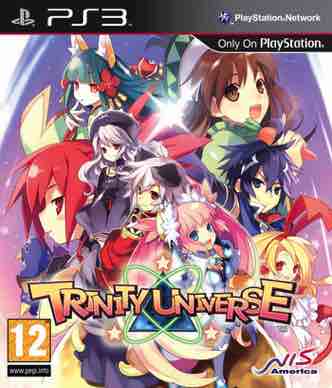 PS3
PlayStation®Network
Only On PlayStation®
TRINITY UNIVERSE
12
www.pegi.info
NIS
America